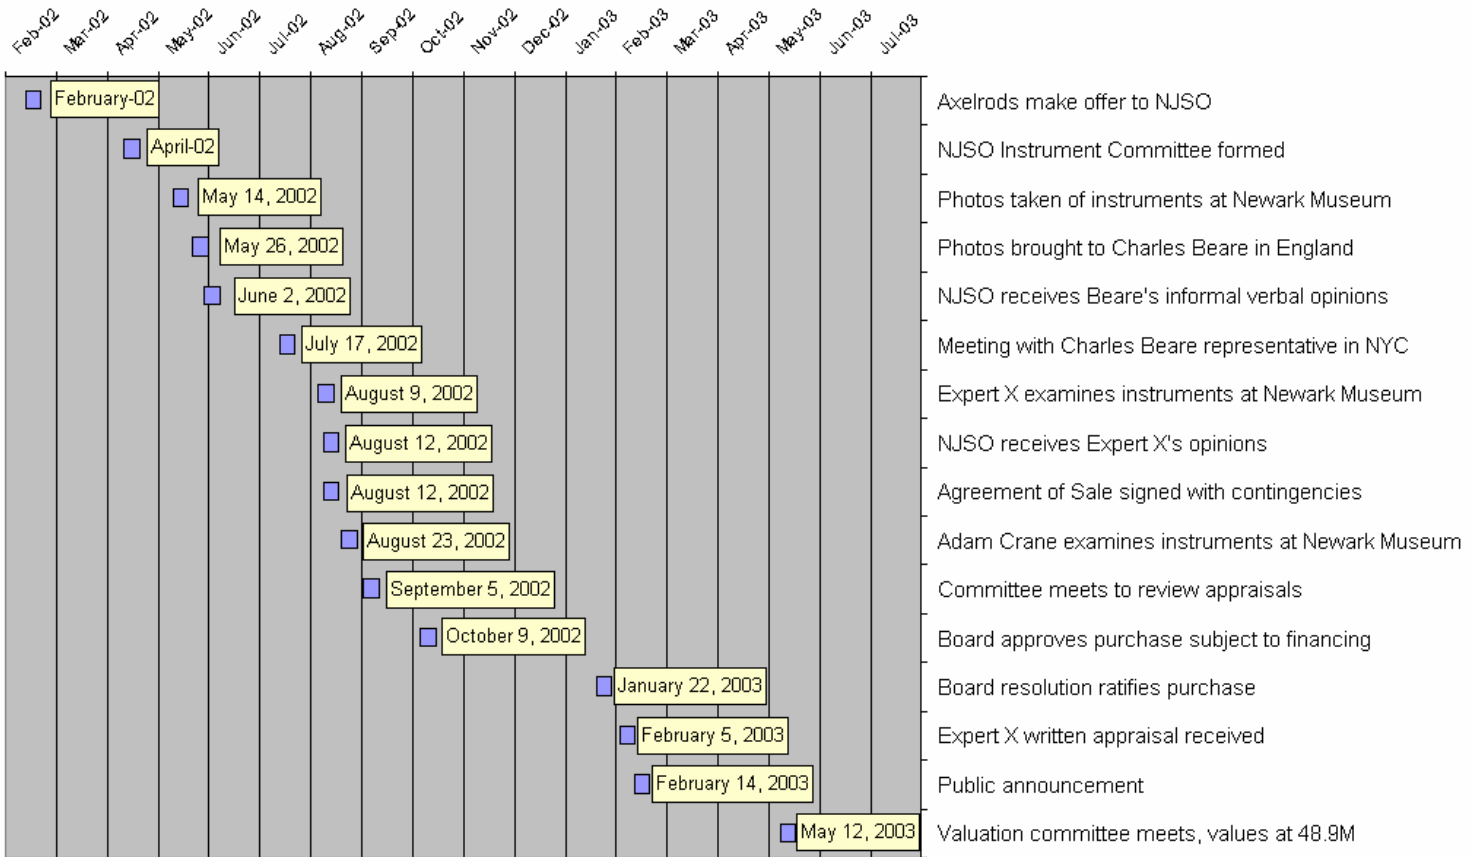 Feb-02 Mar-02 Apr-02 May-02 Jun-02 Jul-02 Aug-02 Sep-02 Oct-02 Nov-02 Dec-02 Jan-03 Feb-03 Mar-03 Apr-03 May-03 Jun-03 Jul-03
February-02 Axelrods make offer to NJSO
April-02 NJSO Instrument Committee formed
May 14, 2002 Photos taken of instruments at Newark Museum
May 26, 2002 Photos brought to Charles Beare in England
June 2, 2002 NJSO receives Beare's informal verbal opinions
July 17, 2002 Meeting with Charles Beare representative in NYC
August 9, 2002 Expert X examines instruments at Newark Museum
August 12, 2002 NJSO receives Expert X's opinions
August 12, 2002 Agreement of Sale signed with contingencies
August 23, 2002 Adam Crane examines instruments at Newark Museum
September 5, 2002 Committee meets to review appraisals
October 9, 2002 Board approves purchase subject to financing
January 22, 2003 Board resolution ratifies purchase
February 5, 2003 Expert X written appraisal received
February 14, 2003 Public announcement
May 12, 2003 Valuation committee meets, values at 48.9M